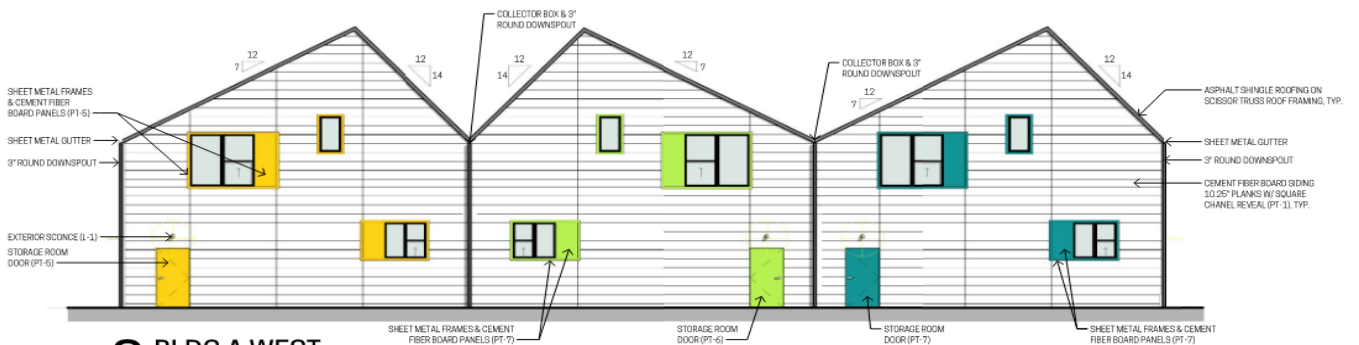 COLLECTOR BOX & 3"
ROUND DOWNSPOUT
12
7
12
14
12
14
12
7
COLLECTOR BOX & 3"
ROUND DOWNSPOUT
12
7
12
14
SHEET METAL FRAMES
& CEMENT FIBER
BOARD PANELS (PT-5)
SHEET METAL GUTTER
3" ROUND DOWNSPOUT
EXTERIOR SCONCE (L-1)
STORAGE ROOM
DOOR (PT-5)
ASPHALT SHINGLE ROOFING ON
SCISSOR TRUSS ROOF FRAMING, TYP.
SHEET METAL GUTTER
3" ROUND DOWNSPOUT
CEMENT FIBER BOARD SIDING
10.25" PLANKS W/ SQUARE
CHANEL REVEAL (PT-1), TYP.
SHEET METAL FRAMES & CEMENT
FIBER BOARD PANELS (PT-7)
STORAGE ROOM
DOOR (PT-6)
STORAGE ROOM
DOOR (PT-7)
SHEET METAL FRAMES & CEMENT
FIBER BOARD PANELS (PT-7)
BLDG A WEST